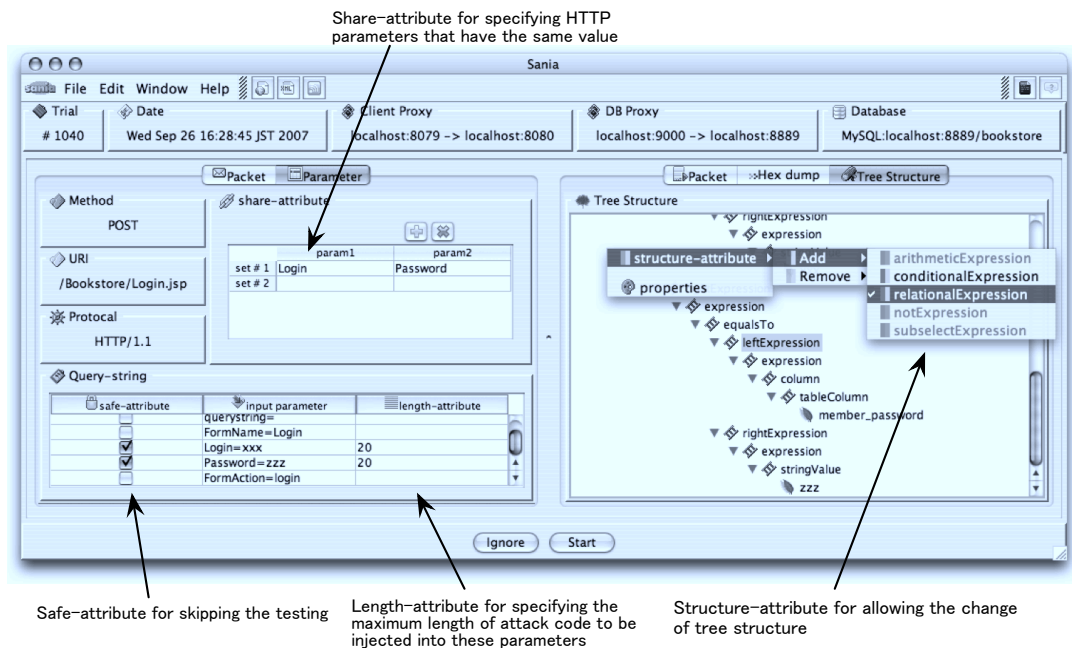 Share-attribute for specifying HTTP
parameters that have the same value
Sania
sania File Edit Window Help
Trial
# 1040
Date
Wed Sep 26 16:28:45 JST 2007
Client Proxy
localhost:8079 -> localhost:8080
DB Proxy
localhost:9000 -> localhost:8889
Database
MySQL:localhost:8889/bookstore
Packet
Parameter
Method
POST
URI
/Bookstore/Login.jsp
Protocal
HTTP/1.1
share-attribute
param1 param2
set # 1 Login Password
set # 2
Query-string
safe-attribute input parameter length-attribute
querystring=
FormName=Login
Login=xxx 20
Password=zzz 20
FormAction=login
Packet
Hex dump
Tree Structure
Tree Structure
rightExpression
expression
structure-attribute
properties
Add
Remove
arithmeticExpression
conditionalExpression
relationalExpression
notExpression
subselectExpression
expression
equalsTo
leftExpression
expression
column
tableColumn
member_password
rightExpression
expression
stringValue
zzz
Ignore
Start
Safe-attribute for skipping the testing
Length-attribute for specifying the
maximum length of attack code to be
injected into these parameters
Structure-attribute for allowing the change
of tree structure